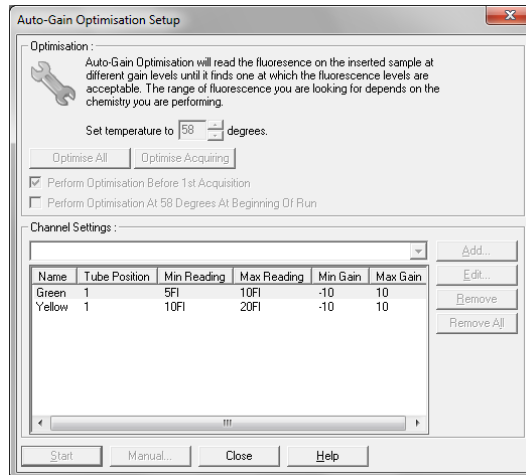 Auto-Gain Optimisation Setup
Optimisation :
Auto-Gain Optimisation will read the fluoresence on the inserted sample at
different gain levels until it finds one at which the fluorescence levels are
acceptable. The range of fluorescence you are looking for depends on the
chemistry you are performing.
Set temperature to 58 degrees.
Optimise All Optimise Acquiring
Perform Optimisation Before 1st Acquisition
Perform Optimisation At 58 Degrees At Beginning Of Run
Channel Settings :
Add...
Name Tube Position Min Reading Max Reading Min Gain Max Gain
Edit...
Green 1 5Fl 10Fl -10 10
Yellow 1 10Fl 20Fl -10 10
Remove
Remove All
Start Manual... Close Help